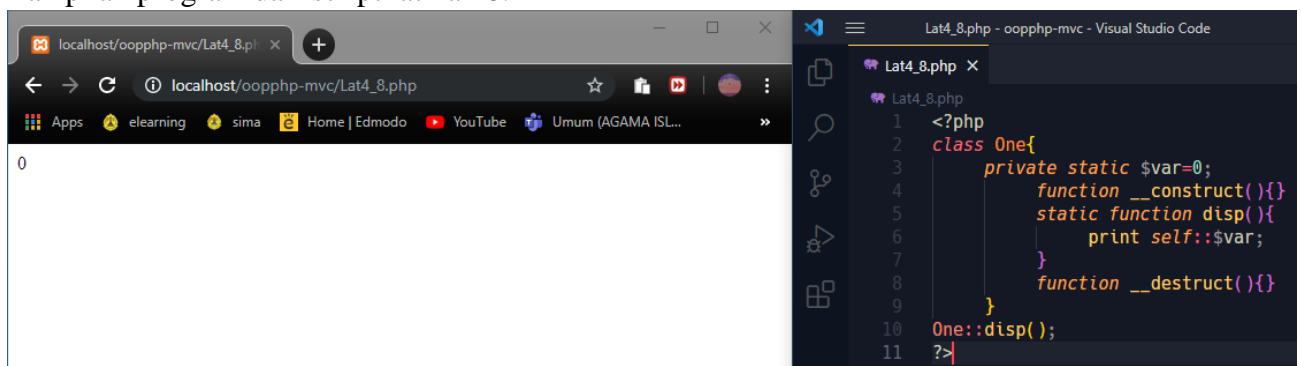 localhost/oopphp-mvc/Lat4_8.ph
localhost/oopphp-mvc/Lat4_8.php
Apps elearning sima Home | Edmodo YouTube Umum (AGAMA ISL... »
0
Lat4_8.php - oopphp-mvc - Visual Studio Code
Lat4_8.php
Lat4_8.php
1 <?php
2 class One{
3 private static $var=0;
4 function __construct(){}
5 static function disp(){
6 print self::$var;
7 }
8 function __destruct(){}
9 }
10 One::disp();
11 ?>